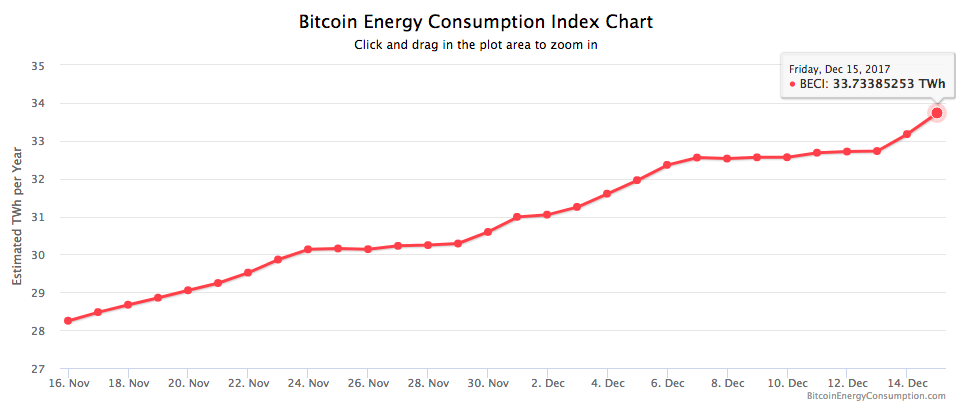 Bitcoin Energy Consumption Index Chart
Click and drag in the plot area to zoom in
Friday, Dec 15, 2017
BECI: 33.73385253 TWh
Estimated TWh per Year
35
34
33
32
31
30
29
28
27
16. Nov 18. Nov 20. Nov 22. Nov 24. Nov 26. Nov 28. Nov 30. Nov 2. Dec 4. Dec 6. Dec 8. Dec 10. Dec 12. Dec 14. Dec
BitcoinEnergyConsumption.com